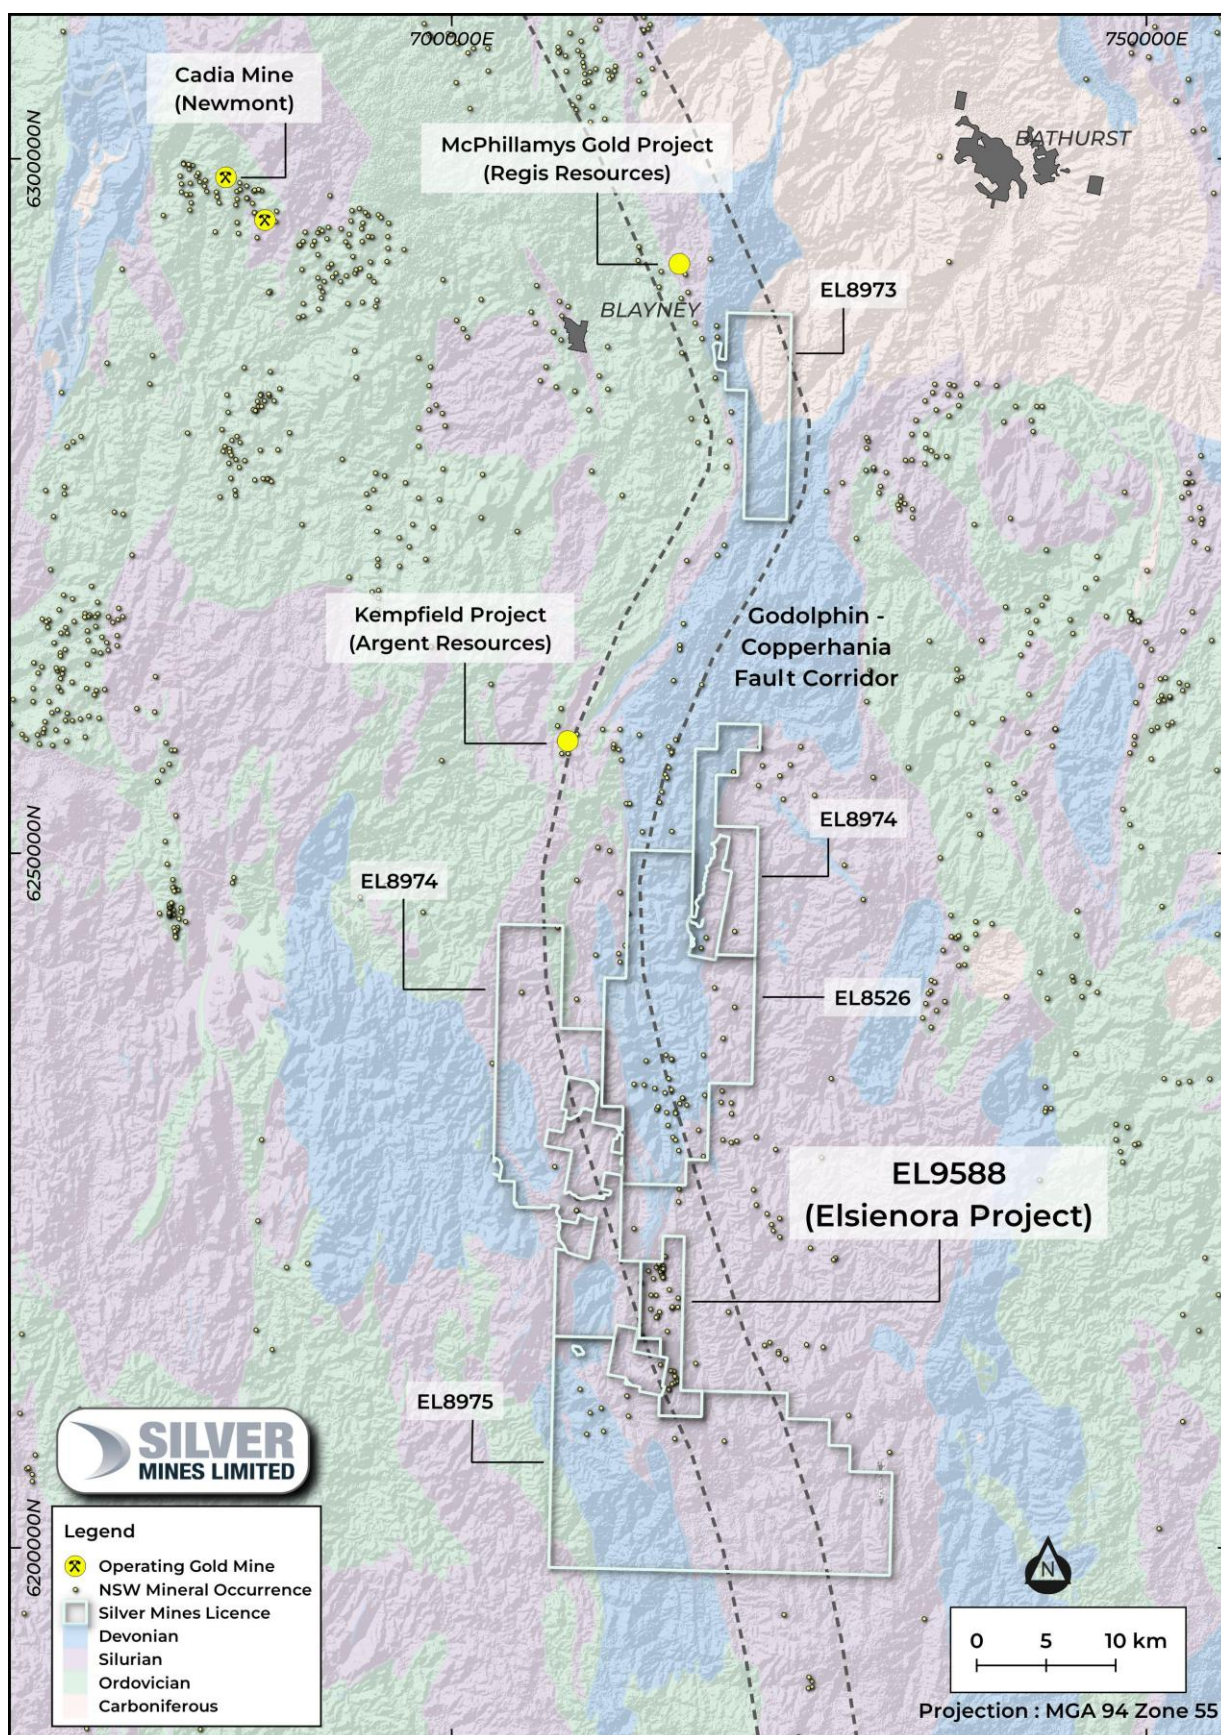 700000E
750000E
Cadia Mine
(Newmont)
McPhillamys Gold Project
(Regis Resources)
BATHURST
6300000N
EL8973
BLAYNEY
Kempfield Project
(Argent Resources)
Godolphin -
Copperhania
Fault Corridor
6250000N
EL8974
EL8974
EL8526
EL9588
(Elsienora Project)
EL8975
SILVER
MINES LIMITED
6200000N
Legend
Operating Gold Mine
NSW Mineral Occurrence
Silver Mines Licence
Devonian
Silurian
Ordovician
Carboniferous
N
0 5 10 km
Projection : MGA 94 Zone 55